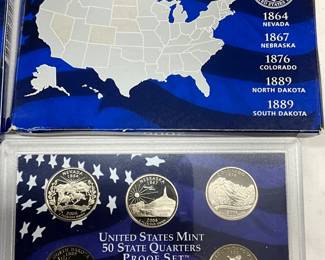 1864
NEVADA
1867
NEBRASKA
1876
COLORADO
1889
NORTH DAKOTA
1889
SOUTH DAKOTA
NEVADA
1864
NEBRASKA
1867
UNITED STATES MINT
50 STATE QUARTERS
PROOF SET